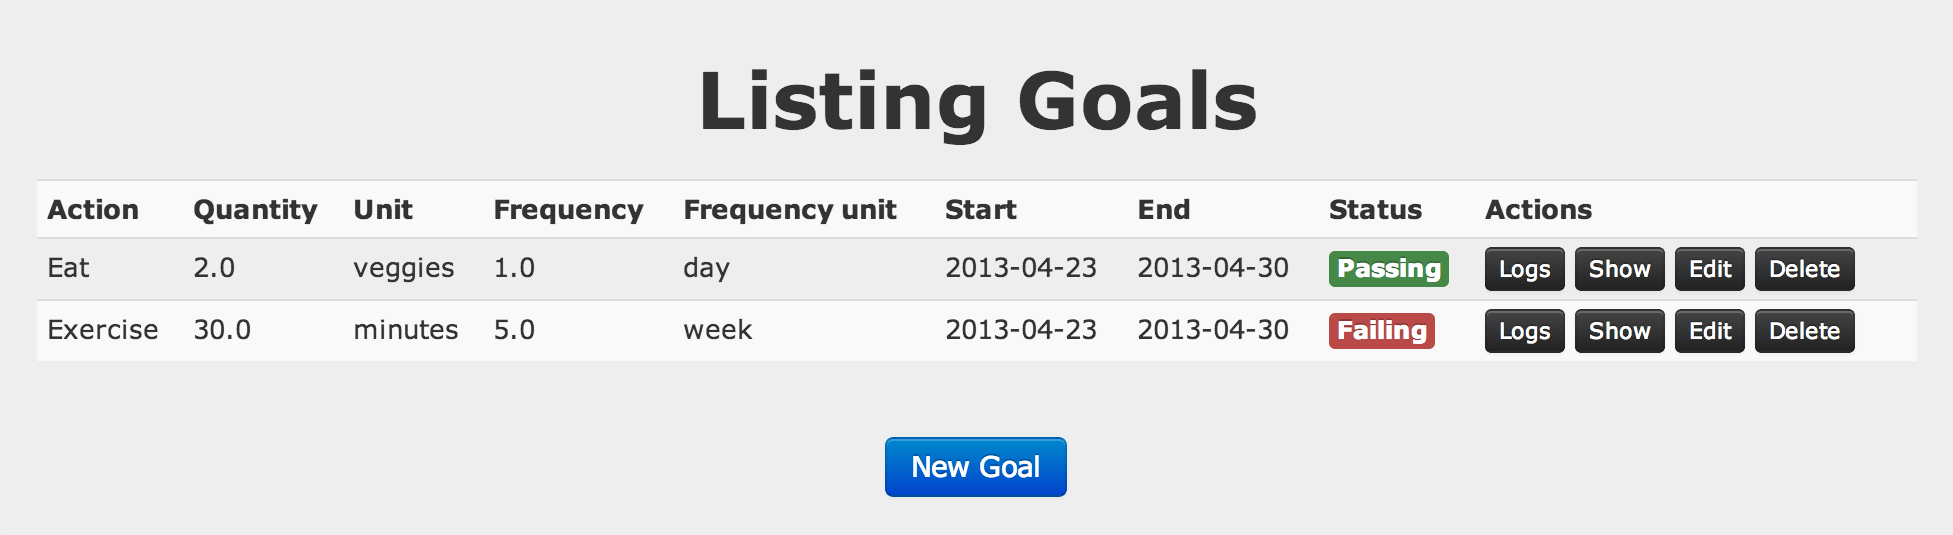 Listing Goals
Action Quantity Unit Frequency Frequency unit Start End Status Actions
Eat 2.0 veggies 1.0 day 2013-04-23 2013-04-30 Passing Logs Show Edit Delete
Exercise 30.0 minutes 5.0 week 2013-04-23 2013-04-30 Failing Logs Show Edit Delete
New Goal